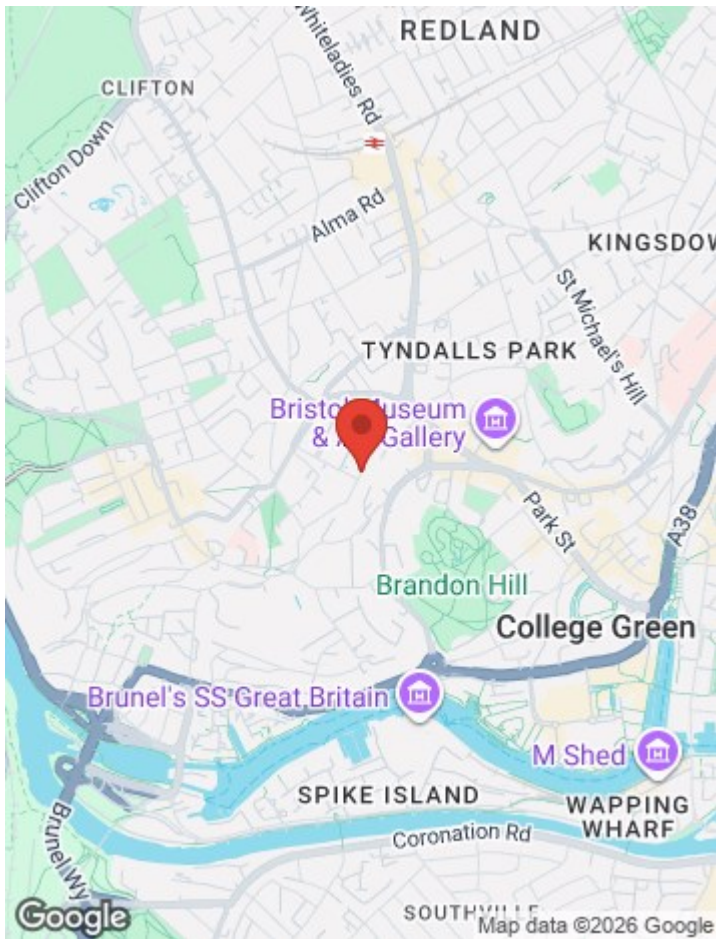 REDLAND
Whiteladies Rd
CLIFTON
Clifton Down
Alma Rd
KINGSDOW
St Michael's Hill
TYNDALLS PARK
Bristol Museum
& Gallery
Park St
A38
Brandon Hill
College Green
Brunel's SS Great Britain
M Shed
SPIKE ISLAND
WAPPING
WHARF
Coronation Rd
Brunel Wy
SOUTHVILLE
Google
Map data ©2026 Google